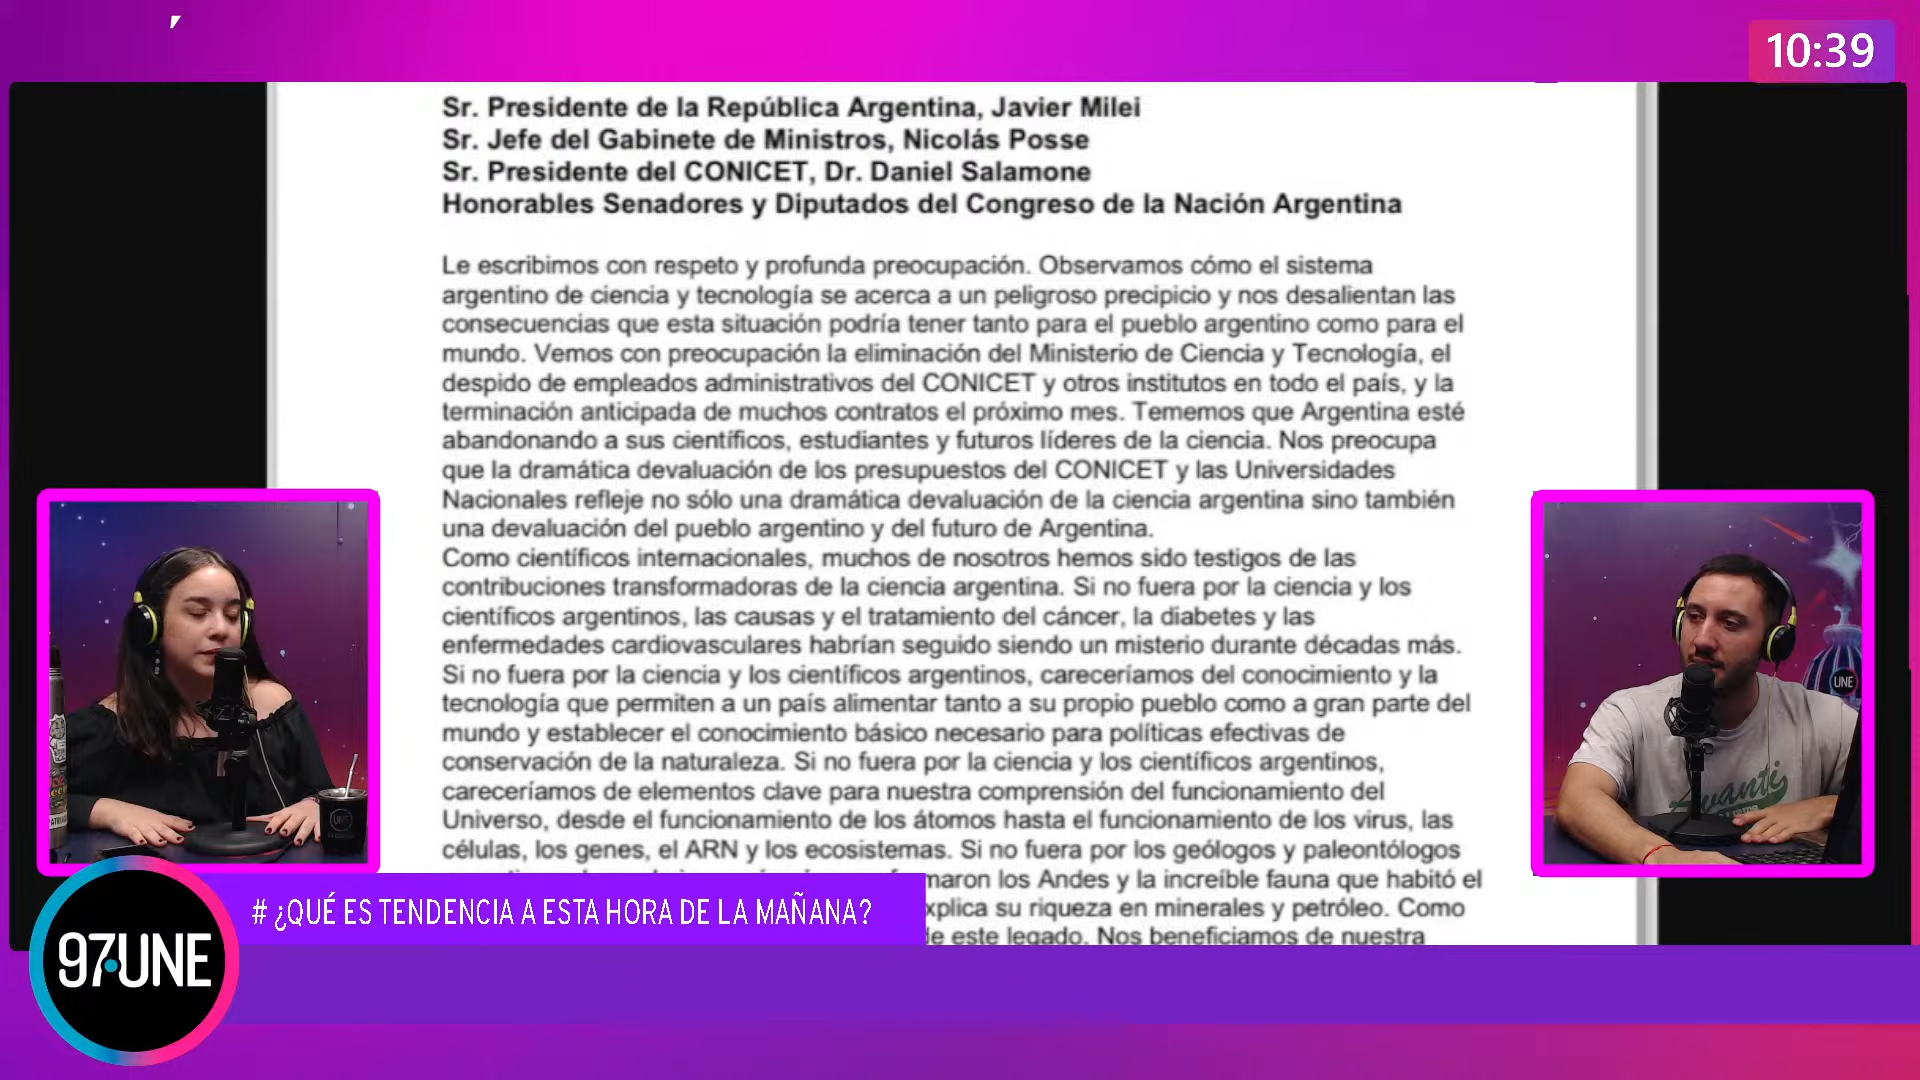 10:39
Sr. Presidente de la República Argentina, Javier Milei
Sr. Jefe del Gabinete de Ministros, Nicolás Posse
Sr. Presidente del CONICET, Dr. Daniel Salamone
Honorables Senadores y Diputados del Congreso de la Nación Argentina
Le escribimos con respeto y profunda preocupación. Observamos cómo el sistema
argentino de ciencia y tecnología se acerca a un peligroso precipicio y nos desalientan las
consecuencias que esta situación podría tener tanto para el pueblo argentino como para el
mundo. Vemos con preocupación la eliminación del Ministerio de Ciencia y Tecnología, el
despido de empleados administrativos del CONICET y otros institutos en todo el país, y la
terminación anticipada de muchos contratos el próximo mes. Tememos que Argentina esté
abandonando a sus científicos, estudiantes y futuros líderes de la ciencia. Nos preocupa
que la dramática devaluación de los presupuestos del CONICET y las Universidades
Nacionales refleje no sólo una dramática devaluación de la ciencia argentina sino también
una devaluación del pueblo argentino y del futuro de Argentina.
Como científicos internacionales, muchos de nosotros hemos sido testigos de las
contribuciones transformadoras de la ciencia argentina. Si no fuera por la ciencia y los
científicos argentinos, las causas y el tratamiento del cáncer, la diabetes y las
enfermedades cardiovasculares habrían seguido siendo un misterio durante décadas más.
Si no fuera por la ciencia y los científicos argentinos, careceríamos del conocimiento y la
tecnología que permiten a un país alimentar tanto a su propio pueblo como a gran parte del
mundo y establecer el conocimiento básico necesario para políticas efectivas de
conservación de la naturaleza. Si no fuera por la ciencia y los científicos argentinos,
careceríamos de elementos clave para nuestra comprensión del funcionamiento del
Universo, desde el funcionamiento de los átomos hasta el funcionamiento de los virus, las
células, los genes, el ARN y los ecosistemas. Si no fuera por los geólogos y paleontólogos
maron los Andes y la increíble fauna que habitó el
xplica su riqueza en minerales y petróleo. Como
de este legado. Nos beneficiamos de nuestra
UNE
UNE
Avanti
# ¿QUÉ ES TENDENCIA A ESTA HORA DE LA MAÑANA?
97.UNE